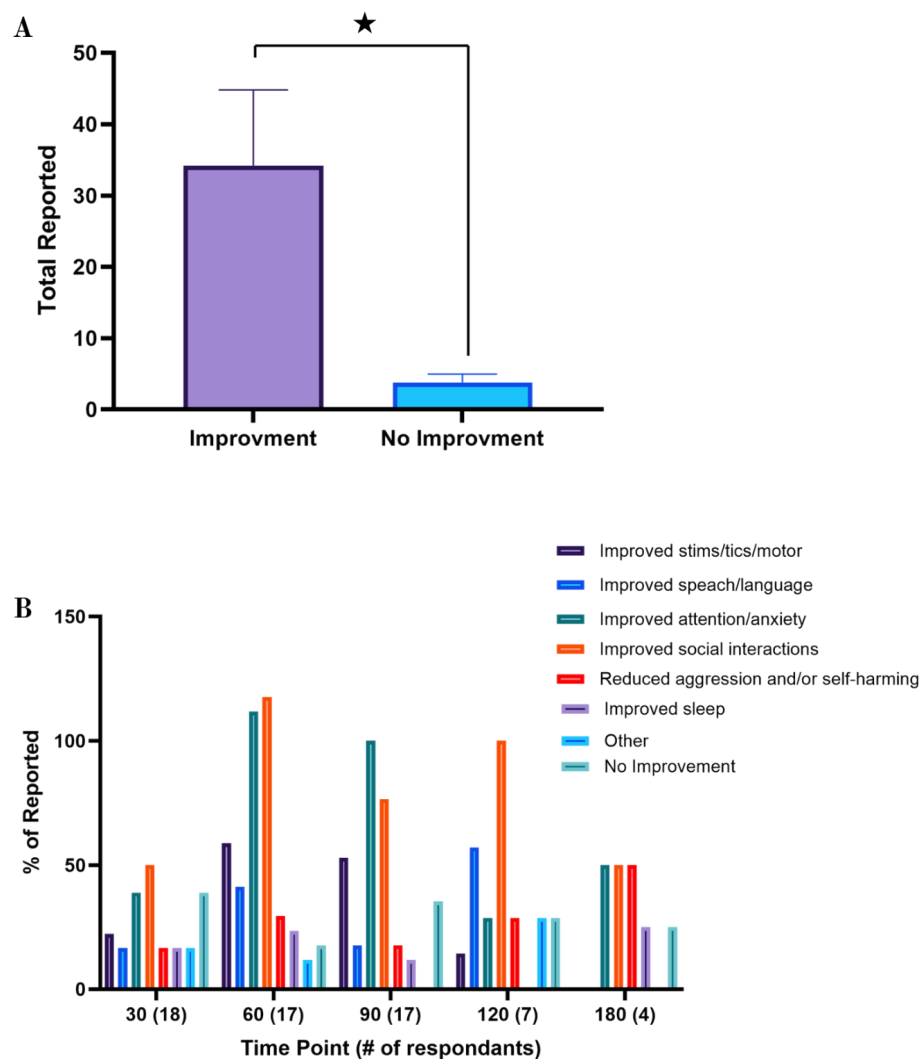 A
Total Reported
50
40
30
20
10
0
Improvment
No Improvment
B
Improved stims/tics/motor
Improved speach/language
Improved attention/anxiety
Improved social interactions
Reduced aggression and/or self-harming
Improved sleep
Other
No Improvement
% of Reported
150
100
50
0
30 (18)
60 (17)
90 (17)
120 (7)
180 (4)
Time Point (# of respondants)